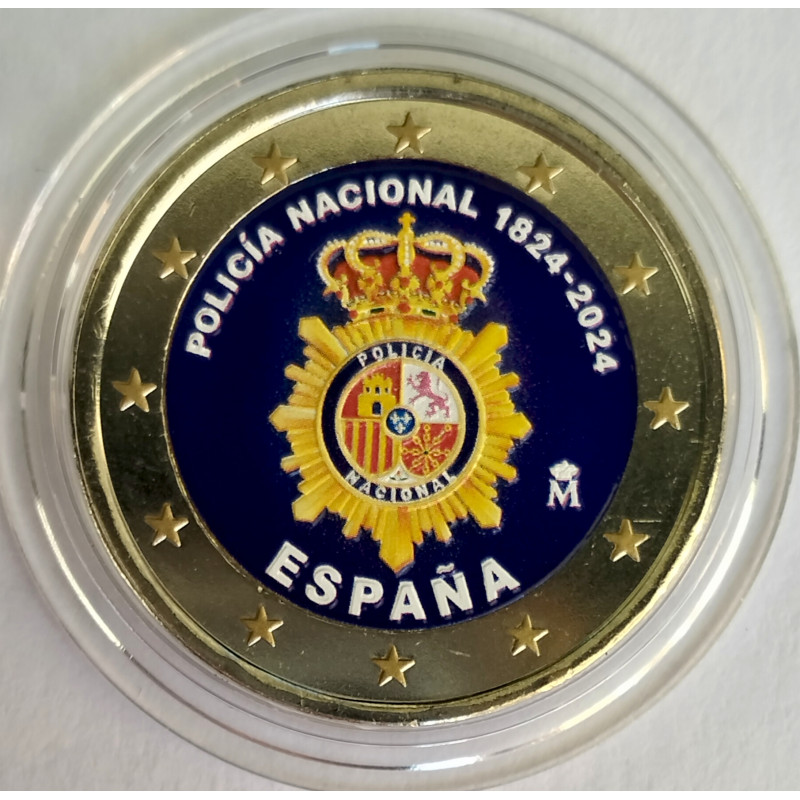 POLICÍA NACIONAL 1824-2024
POLICIA
NACIONAL
M
ESPAÑA